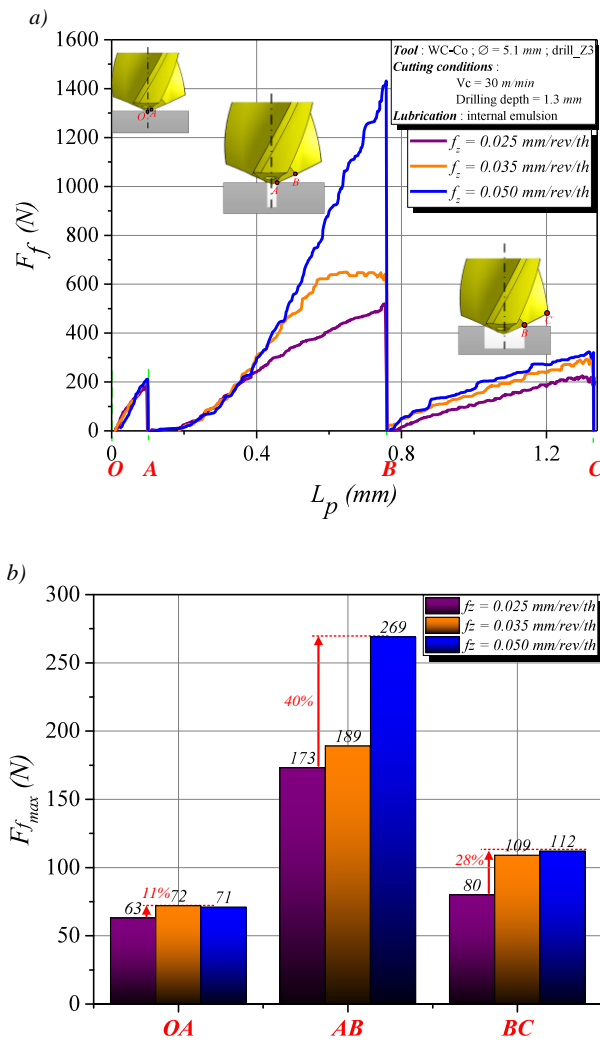 a)
1600
1400
1200
1000
800
600
400
200
0
F_f (N)
Tool : WC-Co ; Ø = 5.1 mm ; drill_Z3
Cutting conditions :
Vc = 30 m/min
Drilling depth = 1.3 mm
Lubrication : internal emulsion
f_z = 0.025 mm/rev/th
f_z = 0.035 mm/rev/th
f_z = 0.050 mm/rev/th
O A
A B
B C
0 0.4 0.8 1.2
O A B C
L_p (mm)
b)
300
250
200
150
100
50
0
Ff_max (N)
fz = 0.025 mm/rev/th
fz = 0.035 mm/rev/th
fz = 0.050 mm/rev/th
63 11% 72 71
173 40% 189 269
80 28% 109 112
OA AB BC